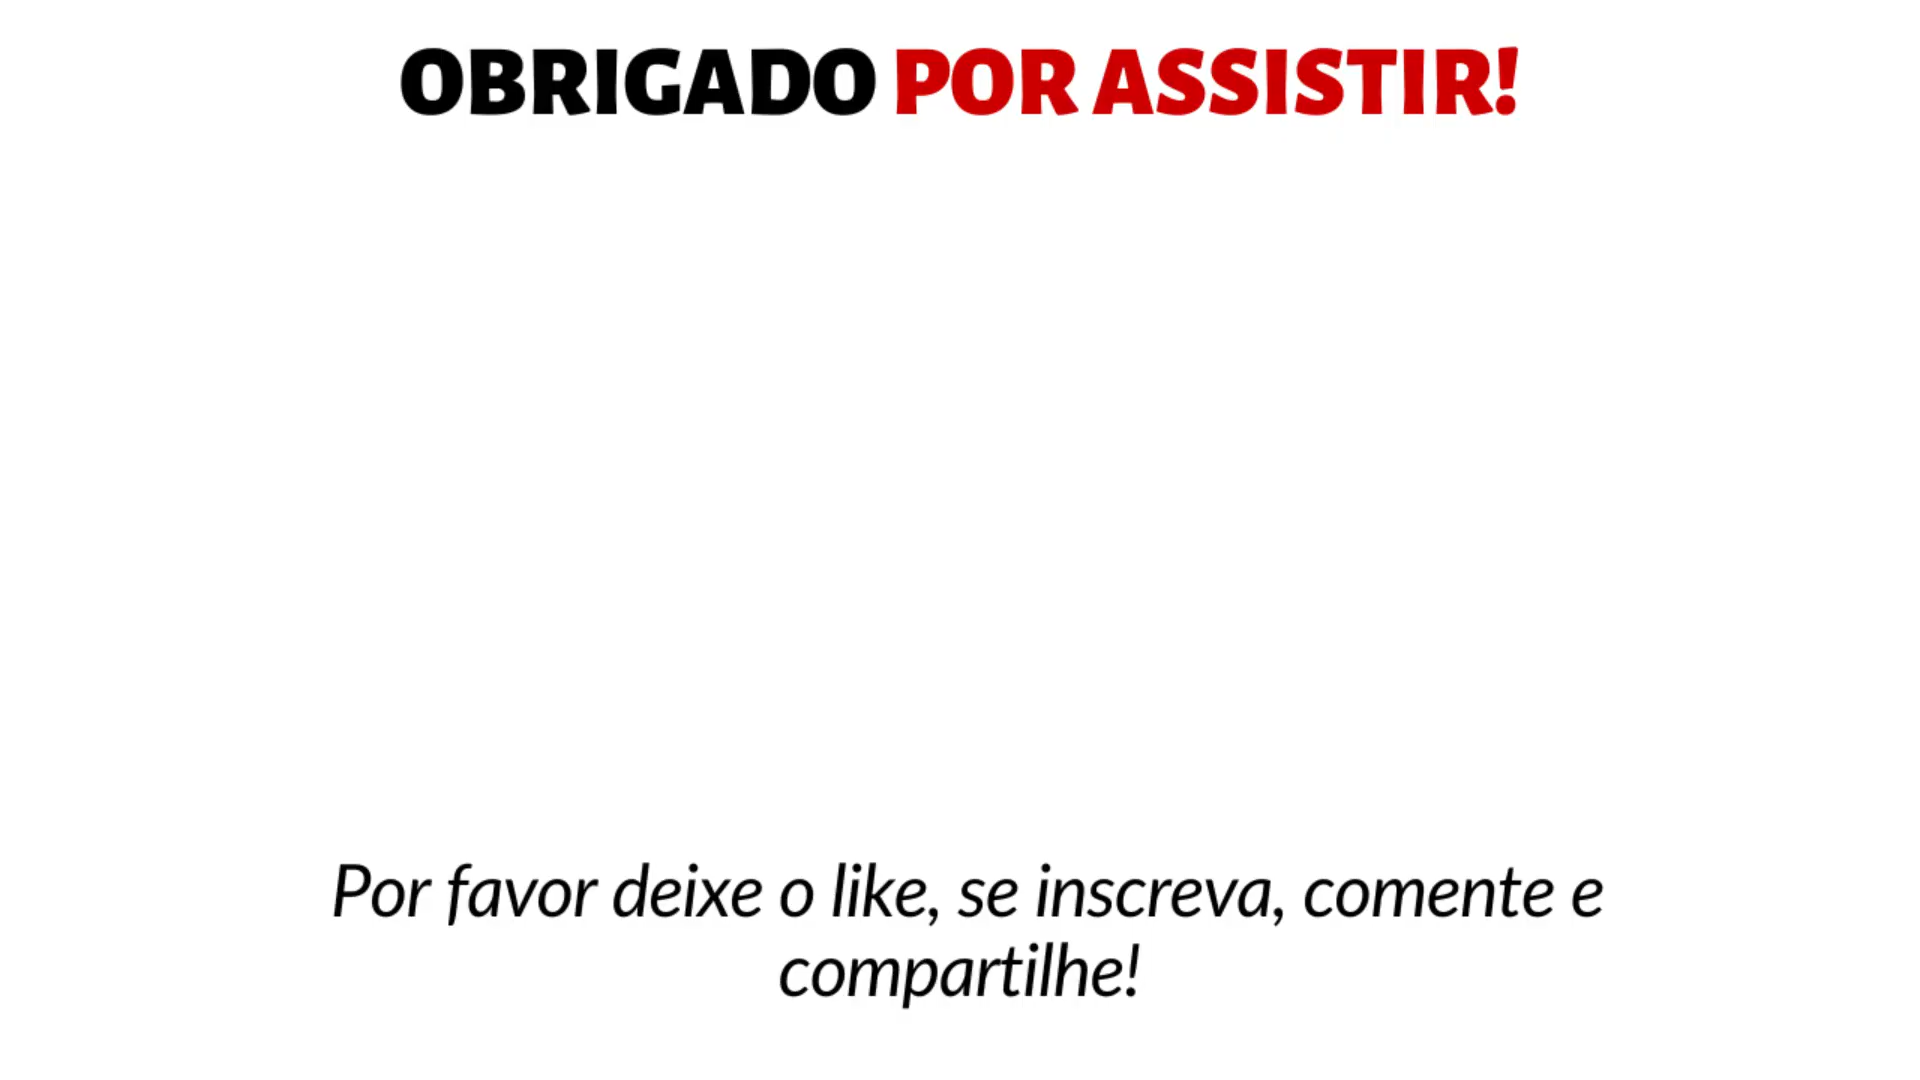 OBRIGADO POR ASSISTIR!
Por favor deixe o like, se inscreva, comente e
compartilhe!